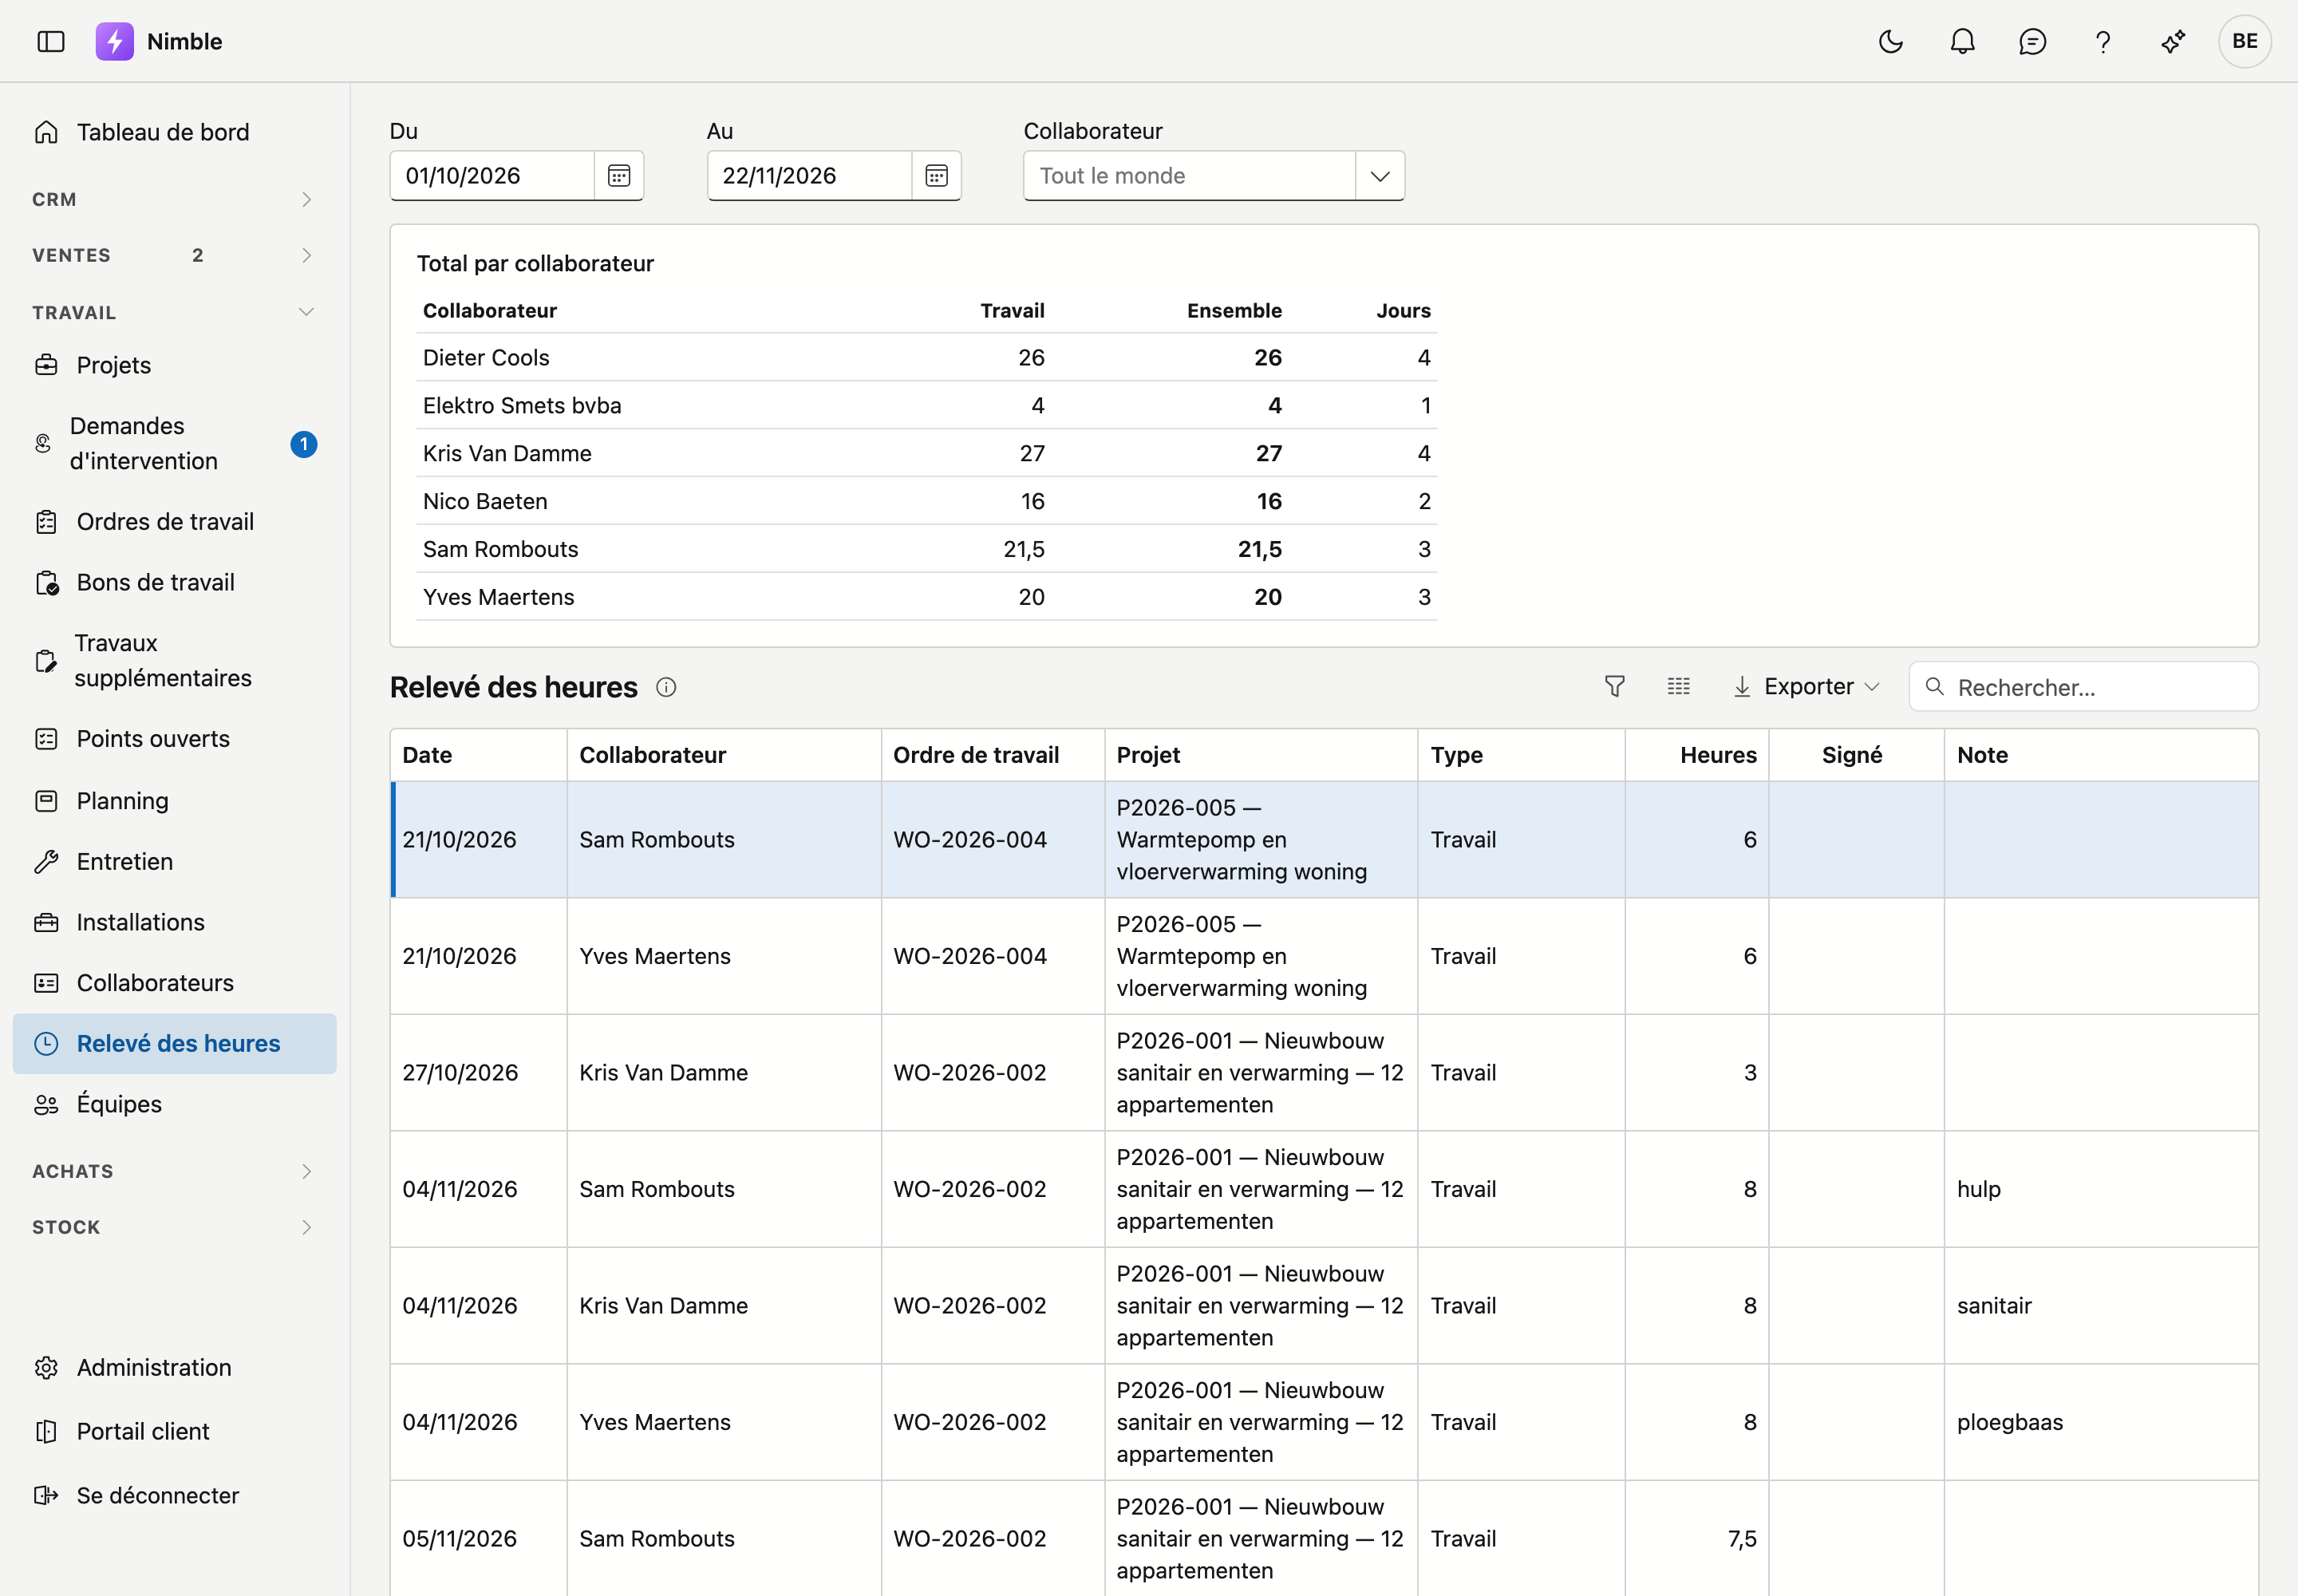 Nimble
BE
Tableau de bord
CRM
VENTES 2
TRAVAIL
Projets
Demandes
d'intervention
1
Ordres de travail
Bons de travail
Travaux
supplémentaires
Points ouverts
Planning
Entretien
Installations
Collaborateurs
Relevé des heures
Équipes
ACHATS
STOCK
Administration
Portail client
Se déconnecter
Du
01/10/2026
Au
22/11/2026
Collaborateur
Tout le monde
Total par collaborateur
Collaborateur Travail Ensemble Jours
Dieter Cools 26 26 4
Elektro Smets bvba 4 4 1
Kris Van Damme 27 27 4
Nico Baeten 16 16 2
Sam Rombouts 21,5 21,5 3
Yves Maertens 20 20 3
Relevé des heures
Exporter
Rechercher...
Date Collaborateur Ordre de travail Projet Type Heures Signé Note
P2026-005 —
21/10/2026 Sam Rombouts WO-2026-004 Warmtepomp en Travail 6
vloerverwarming woning
P2026-005 —
21/10/2026 Yves Maertens WO-2026-004 Warmtepomp en Travail 6
vloerverwarming woning
P2026-001 — Nieuwbouw
27/10/2026 Kris Van Damme WO-2026-002 sanitair en verwarming — 12 Travail 3
appartementen
P2026-001 — Nieuwbouw
04/11/2026 Sam Rombouts WO-2026-002 sanitair en verwarming — 12 Travail 8 hulp
appartementen
P2026-001 — Nieuwbouw
04/11/2026 Kris Van Damme WO-2026-002 sanitair en verwarming — 12 Travail 8 sanitair
appartementen
P2026-001 — Nieuwbouw
04/11/2026 Yves Maertens WO-2026-002 sanitair en verwarming — 12 Travail 8 ploegbaas
appartementen
P2026-001 — Nieuwbouw
05/11/2026 Sam Rombouts WO-2026-002 sanitair en verwarming — 12 Travail 7,5
appartementen